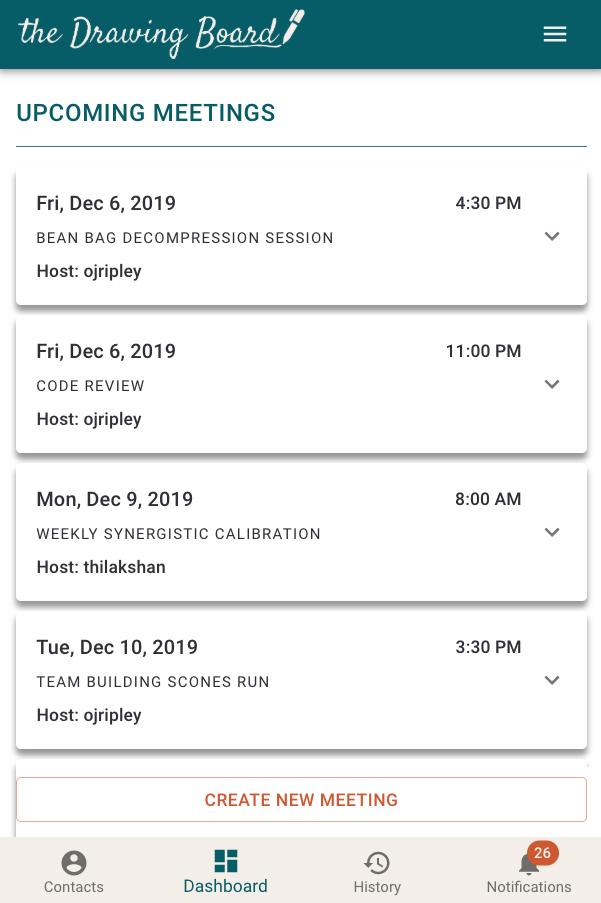 the Drawing Board
UPCOMING MEETINGS
Fri, Dec 6, 2019 4:30 PM
BEAN BAG DECOMPRESSION SESSION
Host: ojripley
Fri, Dec 6, 2019 11:00 PM
CODE REVIEW
Host: ojripley
Mon, Dec 9, 2019 8:00 AM
WEEKLY SYNERGISTIC CALIBRATION
Host: thilakshan
Tue, Dec 10, 2019 3:30 PM
TEAM BUILDING SCONES RUN
Host: ojripley
CREATE NEW MEETING
26
Contacts Dashboard History Notifications